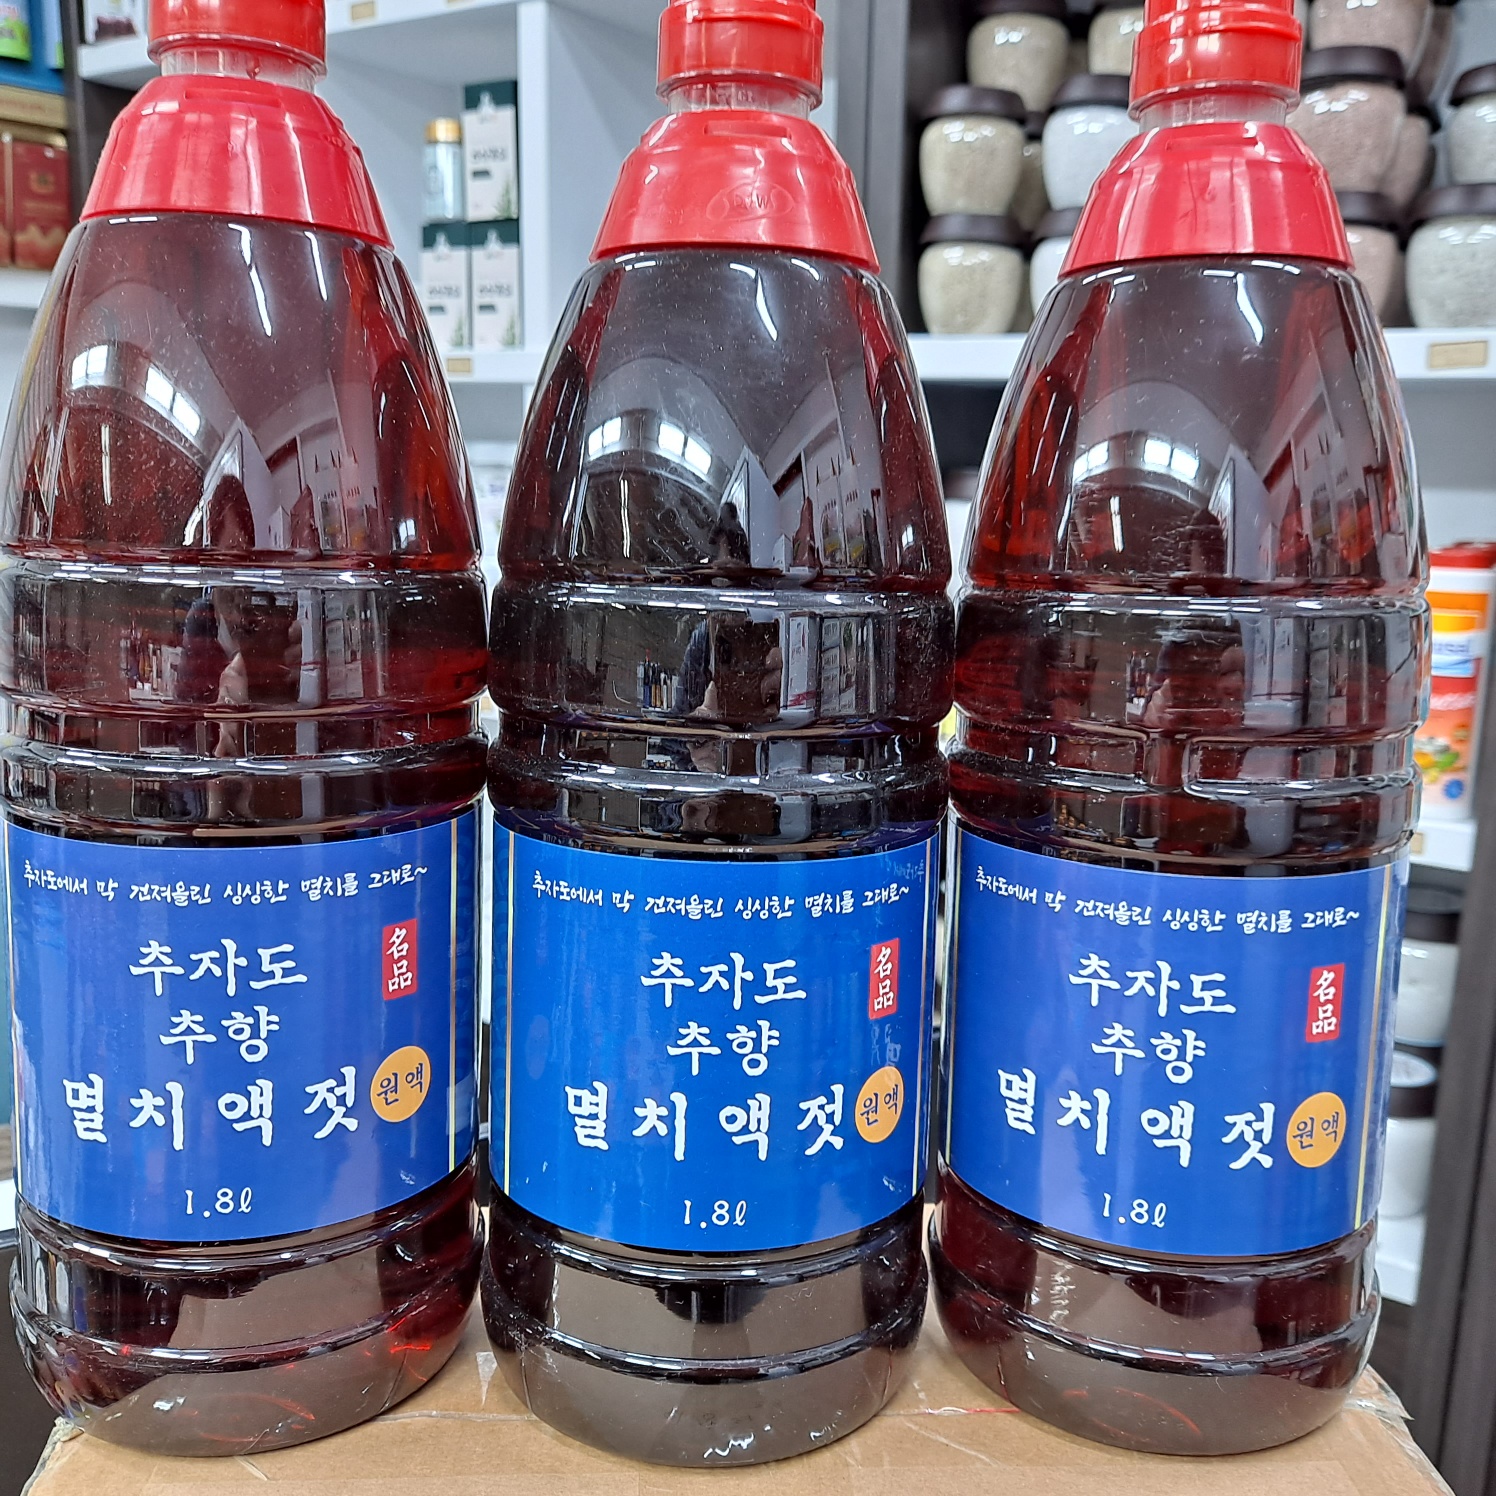 추자도에서 막 건져올린 싱싱한 멸치를 그대로~
名品
추자도
추향
멸치액젓
원액
1.8ℓ
추자도에서 막 건져올린 싱싱한 멸치를 그대로~
名品
추자도
추향
멸치액젓
원액
1.8ℓ
추자도에서 막 건져올린 싱싱한 멸치를 그대로~
名品
추자도
추향
멸치액젓
원액
1.8ℓ